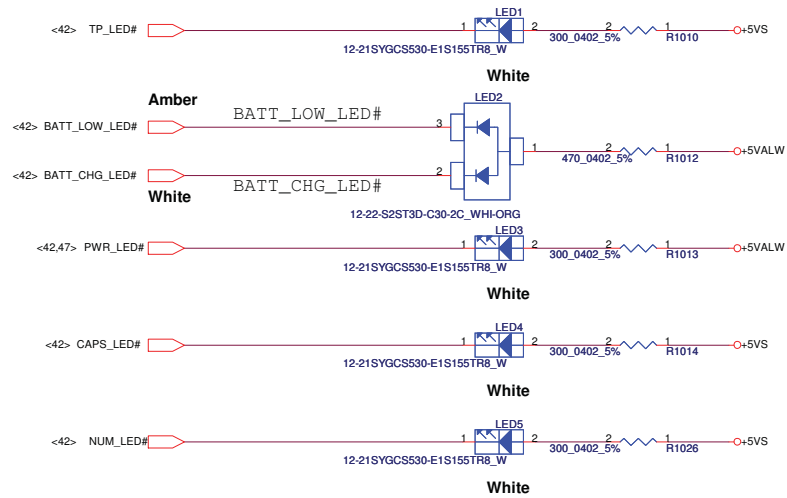 LED1
<42> TP_LED# 1 2 2 1 +5VS
12-21SYGCS530-E1S155TR8_W 300_0402_5% R1010
White
Amber
LED2
BATT_LOW_LED#
<42> BATT_LOW_LED# 3
1 2 1 +5VALW
470_0402_5% R1012
<42> BATT_CHG_LED# 2
BATT_CHG_LED#
White
12-22-S2ST3D-C30-2C_WHI-ORG
LED3
<42,47> PWR_LED# 1 2 2 1 +5VALW
12-21SYGCS530-E1S155TR8_W 300_0402_5% R1013
White
LED4
<42> CAPS_LED# 1 2 2 1 +5VS
12-21SYGCS530-E1S155TR8_W 300_0402_5% R1014
White
LED5
<42> NUM_LED# 1 2 2 1 +5VS
12-21SYGCS530-E1S155TR8_W 300_0402_5% R1026
White